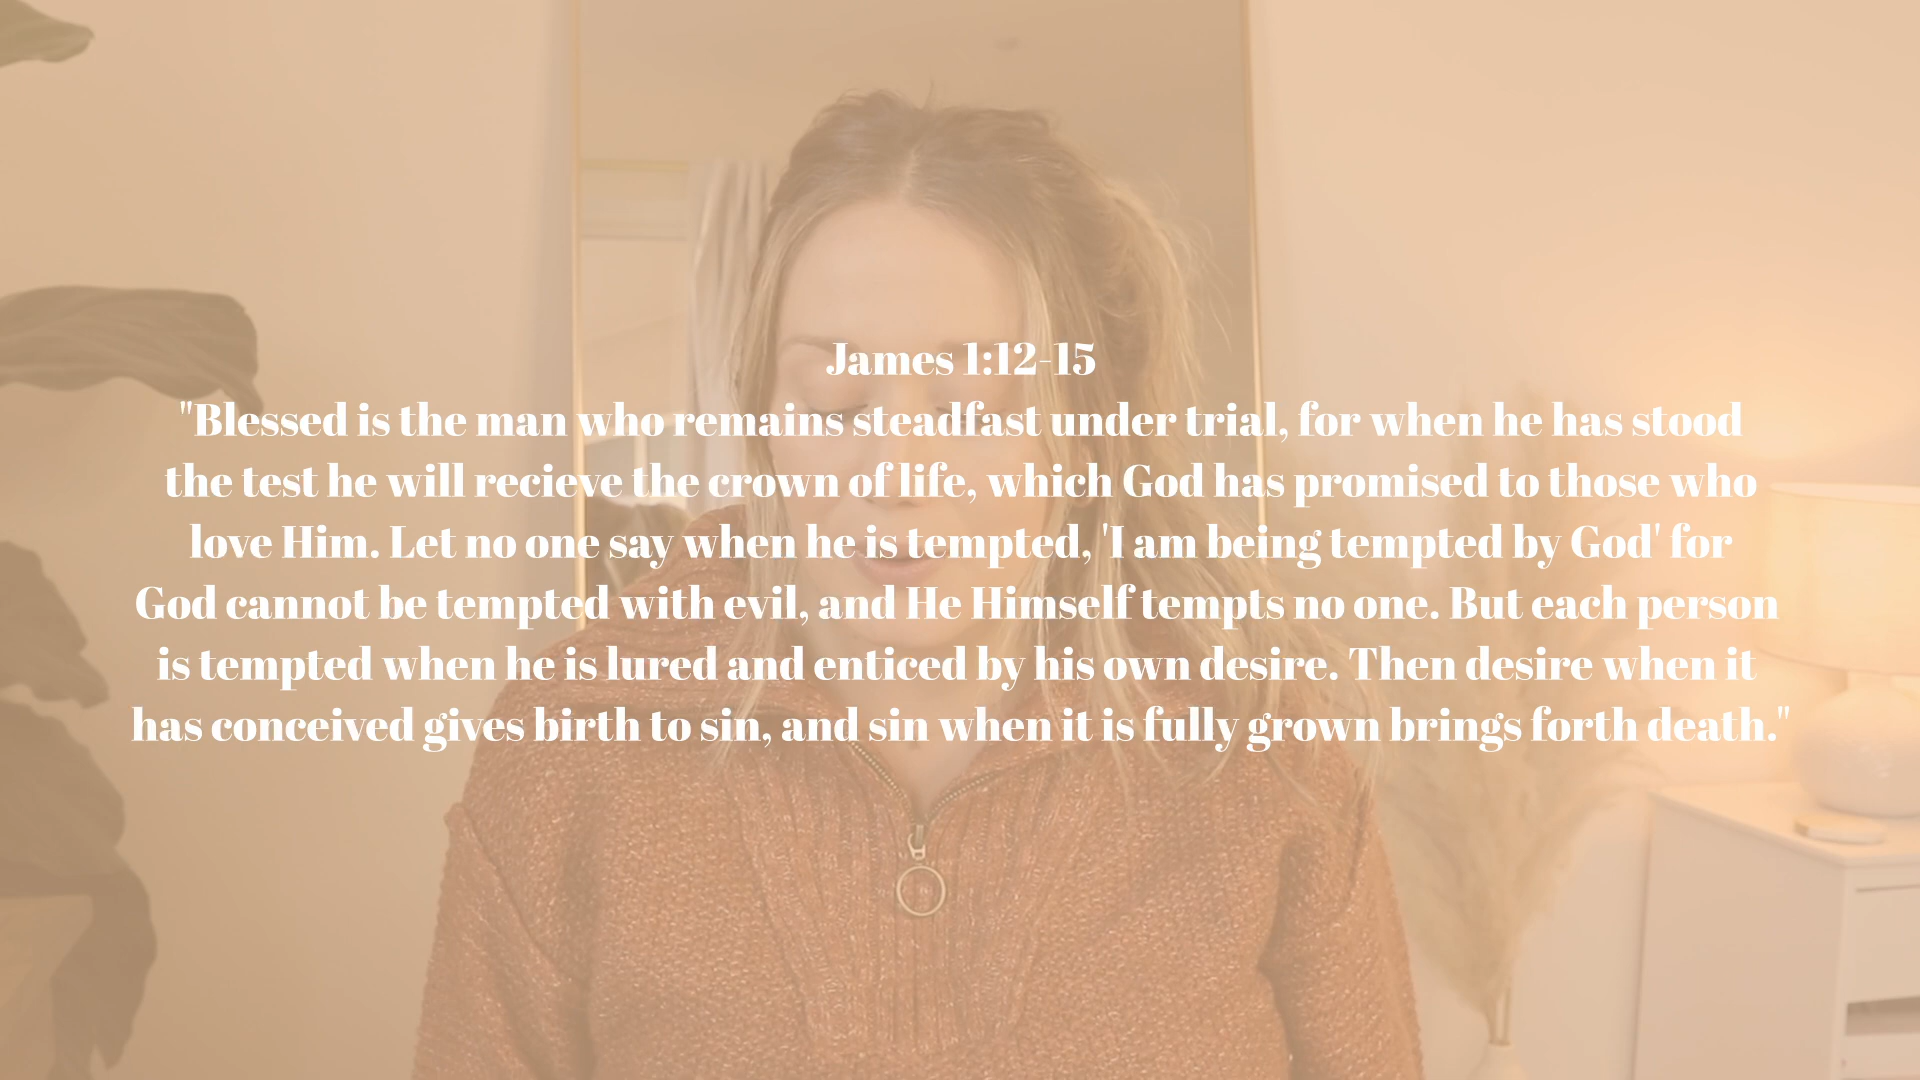 James 1:12-15
"Blessed is the man who remains steadfast under trial, for when he has stood
the test he will recieve the crown of life, which God has promised to those who
love Him. Let no one say when he is tempted, 'I am being tempted by God' for
God cannot be tempted with evil, and He Himself tempts no one. But each person
is tempted when he is lured and enticed by his own desire. Then desire when it
has conceived gives birth to sin, and sin when it is fully grown brings forth death."